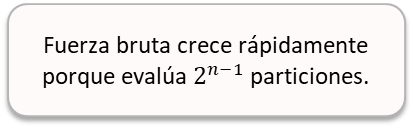 Fuerza bruta crece rápidamente
porque evalúa $2^{n-1}$ particiones.